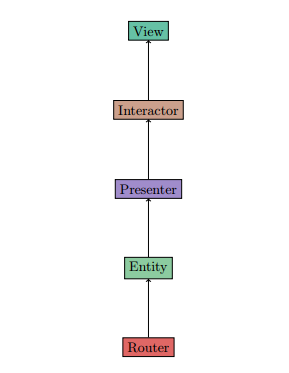 View
Interactor
Presenter
Entity
Router